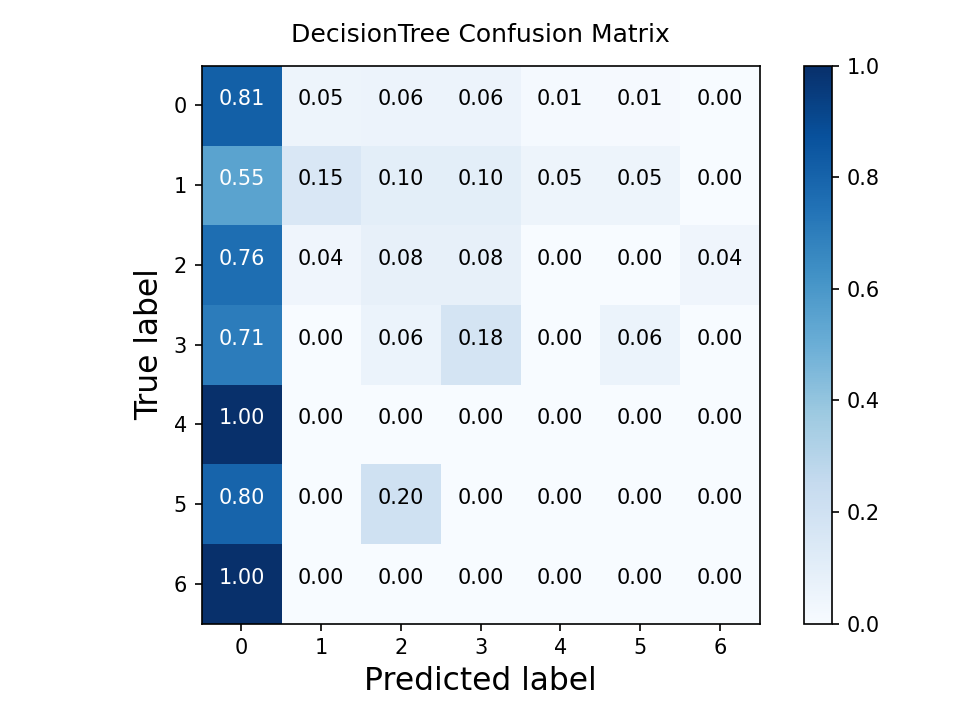 DecisionTree Confusion Matrix
1.0
0 0.81 0.05 0.06 0.06 0.01 0.01 0.00
1 0.55 0.15 0.10 0.10 0.05 0.05 0.00
0.8
2 0.76 0.04 0.08 0.08 0.00 0.00 0.04
0.6
True label
3 0.71 0.00 0.06 0.18 0.00 0.06 0.00
0.4
4 1.00 0.00 0.00 0.00 0.00 0.00 0.00
5 0.80 0.00 0.20 0.00 0.00 0.00 0.00
0.2
6 1.00 0.00 0.00 0.00 0.00 0.00 0.00
0.0
0 1 2 3 4 5 6
Predicted label